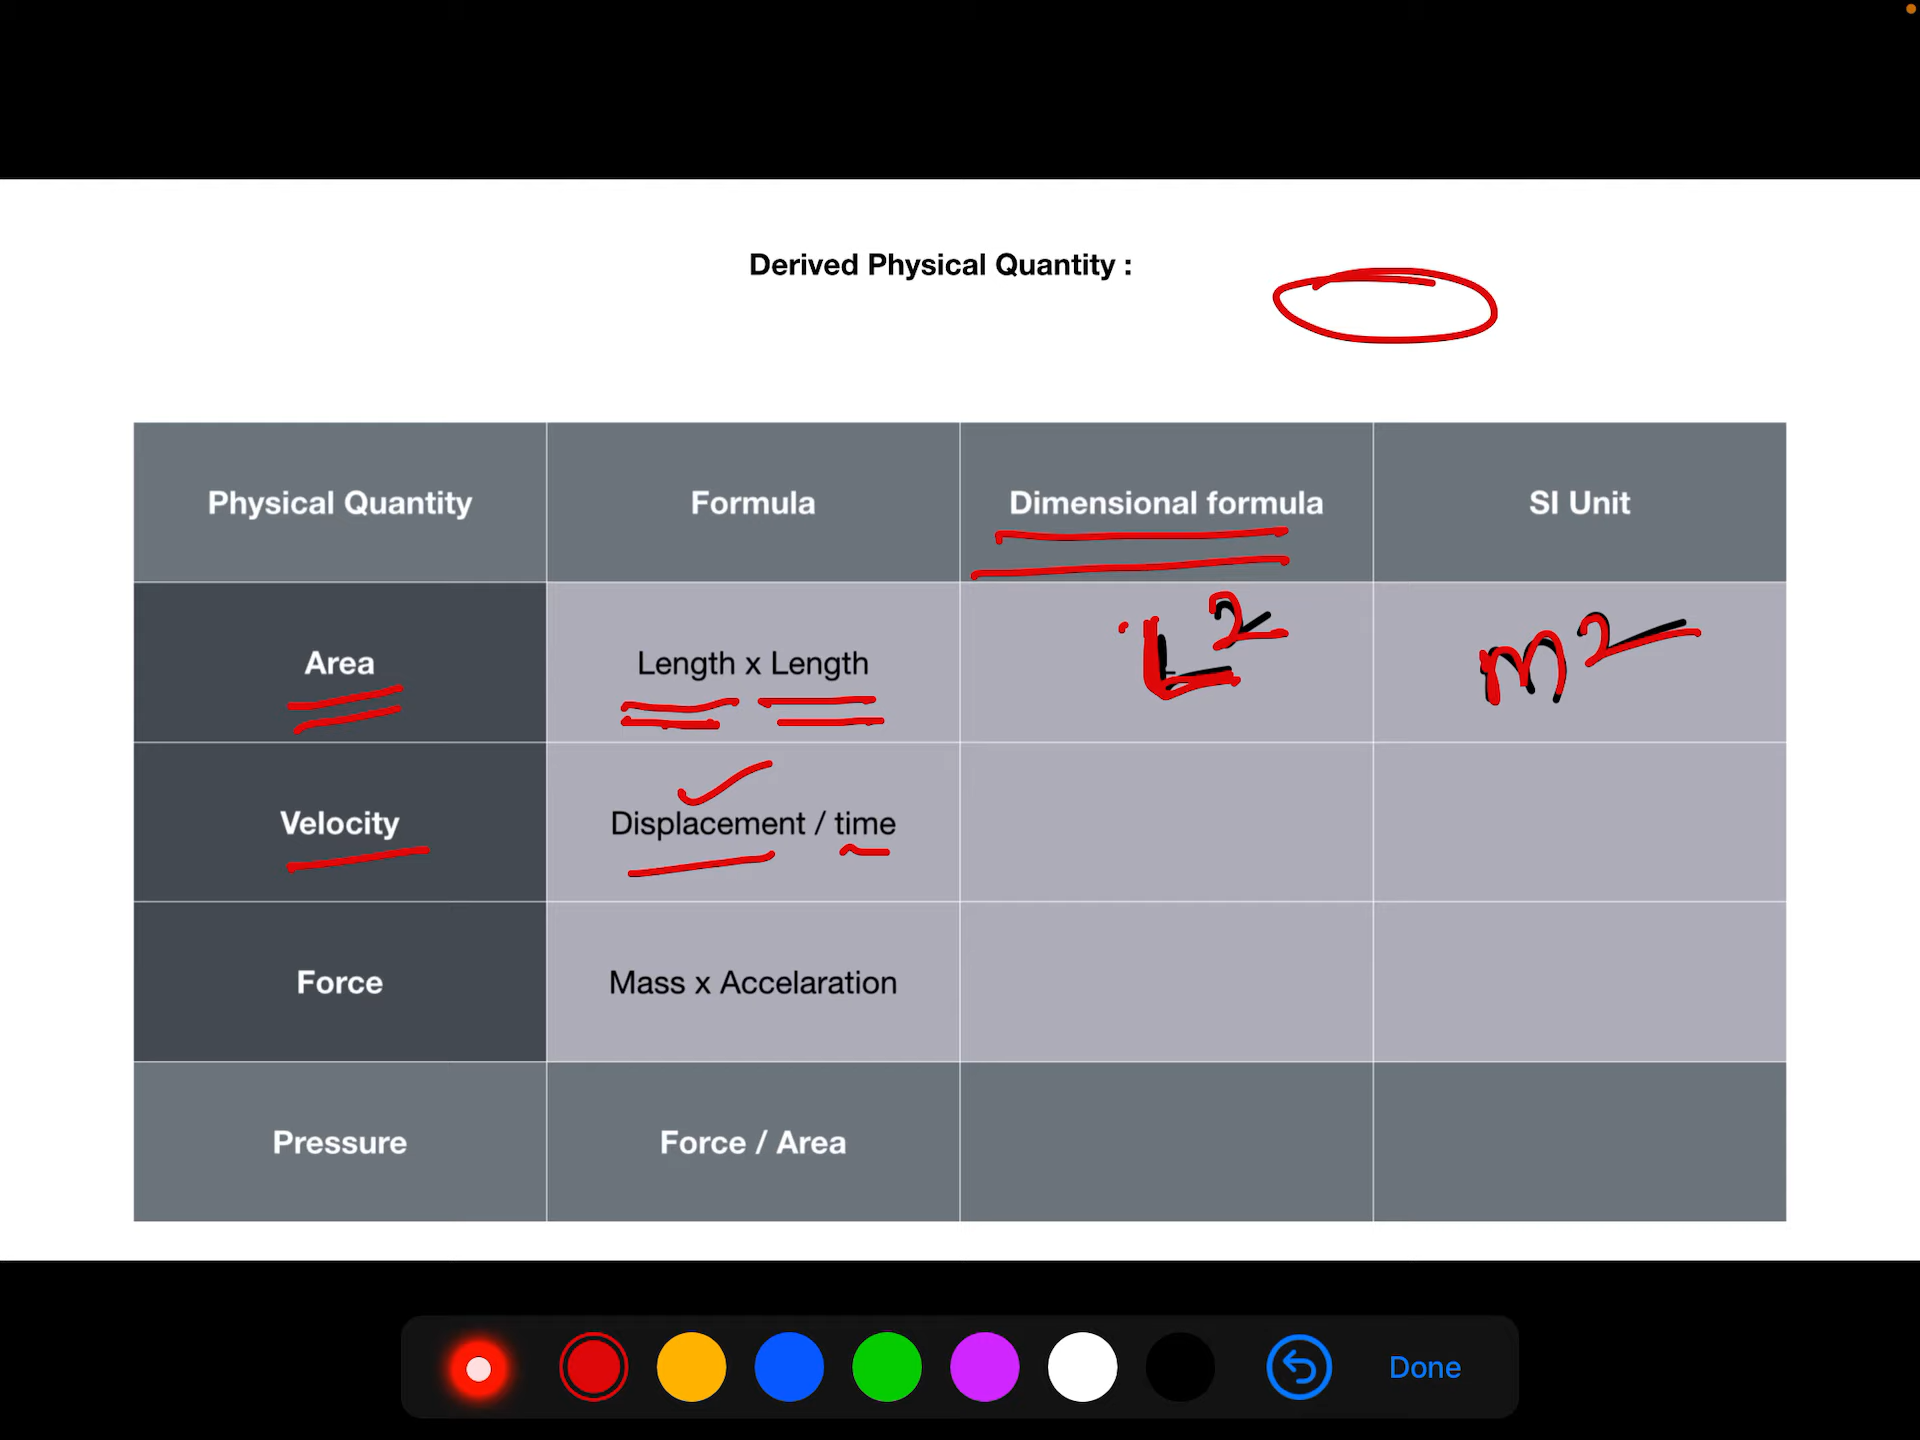 Derived Physical Quantity :
Physical Quantity Formula Dimensional formula SI Unit
Area Length x Length L² m²
Velocity Displacement / time
Force Mass x Accelaration
Pressure Force / Area
Done